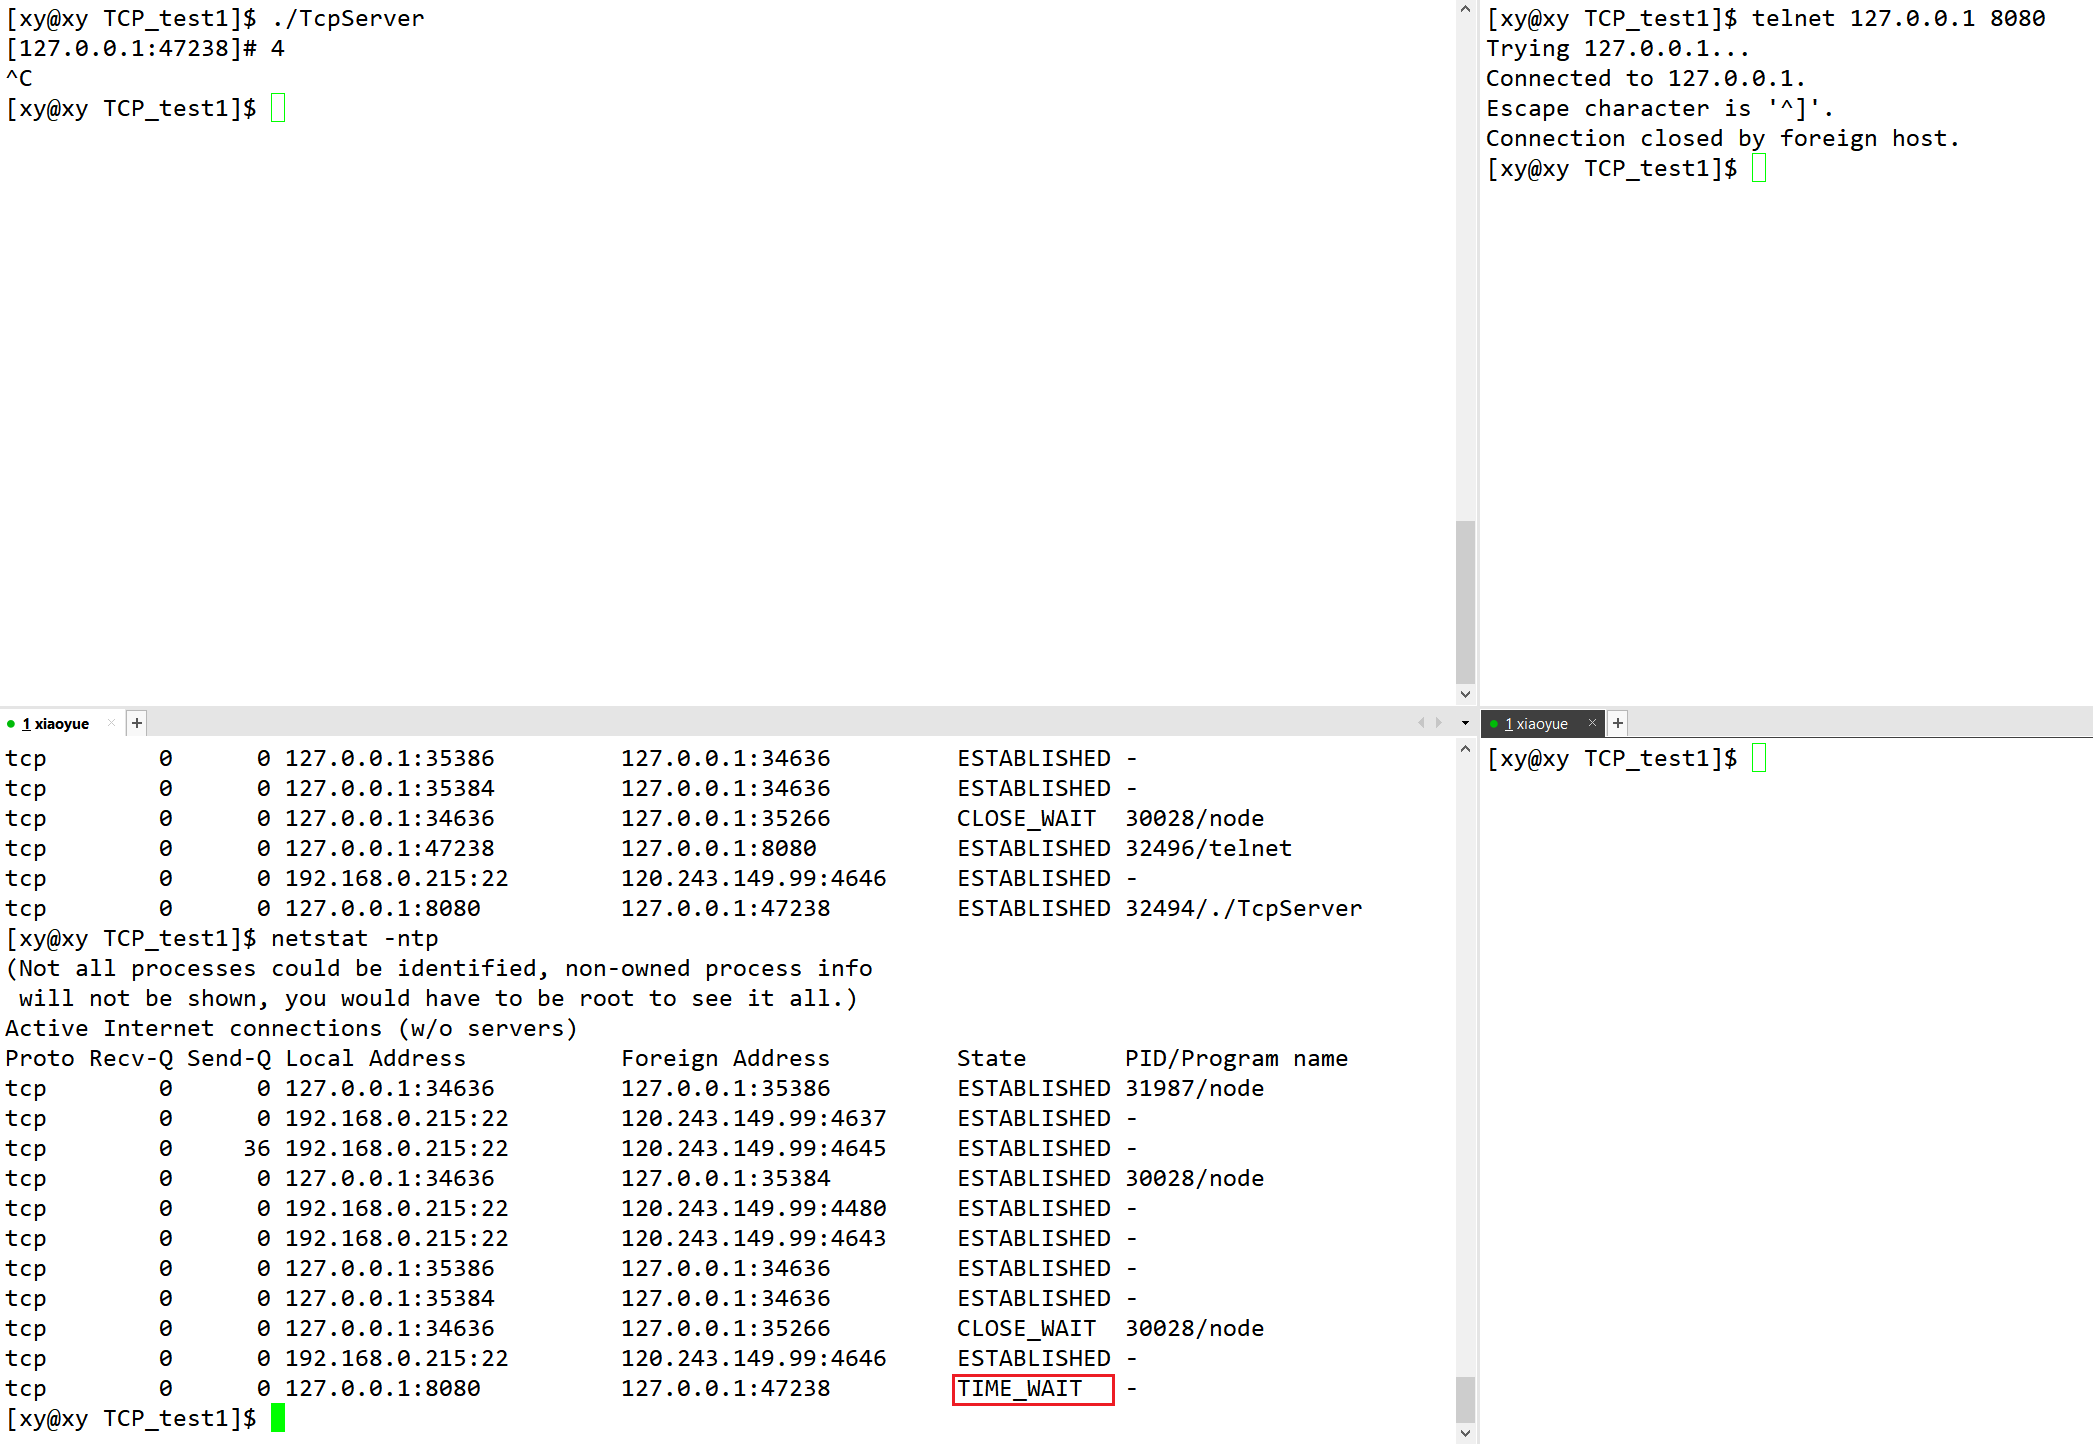 [xy@xy TCP_test1]$ ./TcpServer
[127.0.0.1:47238]# 4
^C
[xy@xy TCP_test1]$
[xy@xy TCP_test1]$ telnet 127.0.0.1 8080
Trying 127.0.0.1...
Connected to 127.0.0.1.
Escape character is '^]'.
Connection closed by foreign host.
[xy@xy TCP_test1]$
1 xiaoyue × +
tcp 0 0 127.0.0.1:35386 127.0.0.1:34636 ESTABLISHED -
tcp 0 0 127.0.0.1:35384 127.0.0.1:34636 ESTABLISHED -
tcp 0 0 127.0.0.1:34636 127.0.0.1:35266 CLOSE_WAIT 30028/node
tcp 0 0 127.0.0.1:47238 127.0.0.1:8080 ESTABLISHED 32496/telnet
tcp 0 0 192.168.0.215:22 120.243.149.99:4646 ESTABLISHED -
tcp 0 0 127.0.0.1:8080 127.0.0.1:47238 ESTABLISHED 32494/./TcpServer
[xy@xy TCP_test1]$ netstat -ntp
(Not all processes could be identified, non-owned process info
will not be shown, you would have to be root to see it all.)
Active Internet connections (w/o servers)
Proto Recv-Q Send-Q Local Address Foreign Address State PID/Program name
tcp 0 0 127.0.0.1:34636 127.0.0.1:35386 ESTABLISHED 31987/node
tcp 0 0 192.168.0.215:22 120.243.149.99:4637 ESTABLISHED -
tcp 0 36 192.168.0.215:22 120.243.149.99:4645 ESTABLISHED -
tcp 0 0 127.0.0.1:34636 127.0.0.1:35384 ESTABLISHED 30028/node
tcp 0 0 192.168.0.215:22 120.243.149.99:4480 ESTABLISHED -
tcp 0 0 192.168.0.215:22 120.243.149.99:4643 ESTABLISHED -
tcp 0 0 127.0.0.1:35386 127.0.0.1:34636 ESTABLISHED -
tcp 0 0 127.0.0.1:35384 127.0.0.1:34636 ESTABLISHED -
tcp 0 0 127.0.0.1:34636 127.0.0.1:35266 CLOSE_WAIT 30028/node
tcp 0 0 192.168.0.215:22 120.243.149.99:4646 ESTABLISHED -
tcp 0 0 127.0.0.1:8080 127.0.0.1:47238 TIME_WAIT -
[xy@xy TCP_test1]$
1 xiaoyue × +
[xy@xy TCP_test1]$